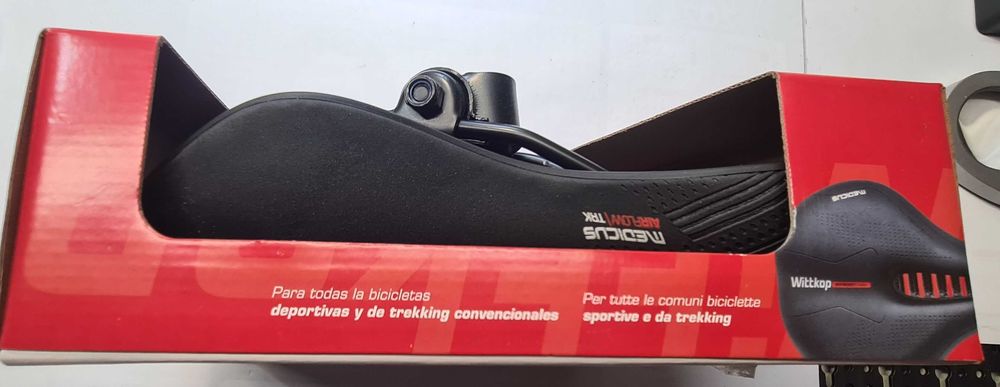 MEDICUS
AIRFLOW | TRK
Para todas la bicicletas
deportivas y de trekking convencionales
Per tutte le comuni biciclette
sportive e da trekking
MEDICUS
Wittkop